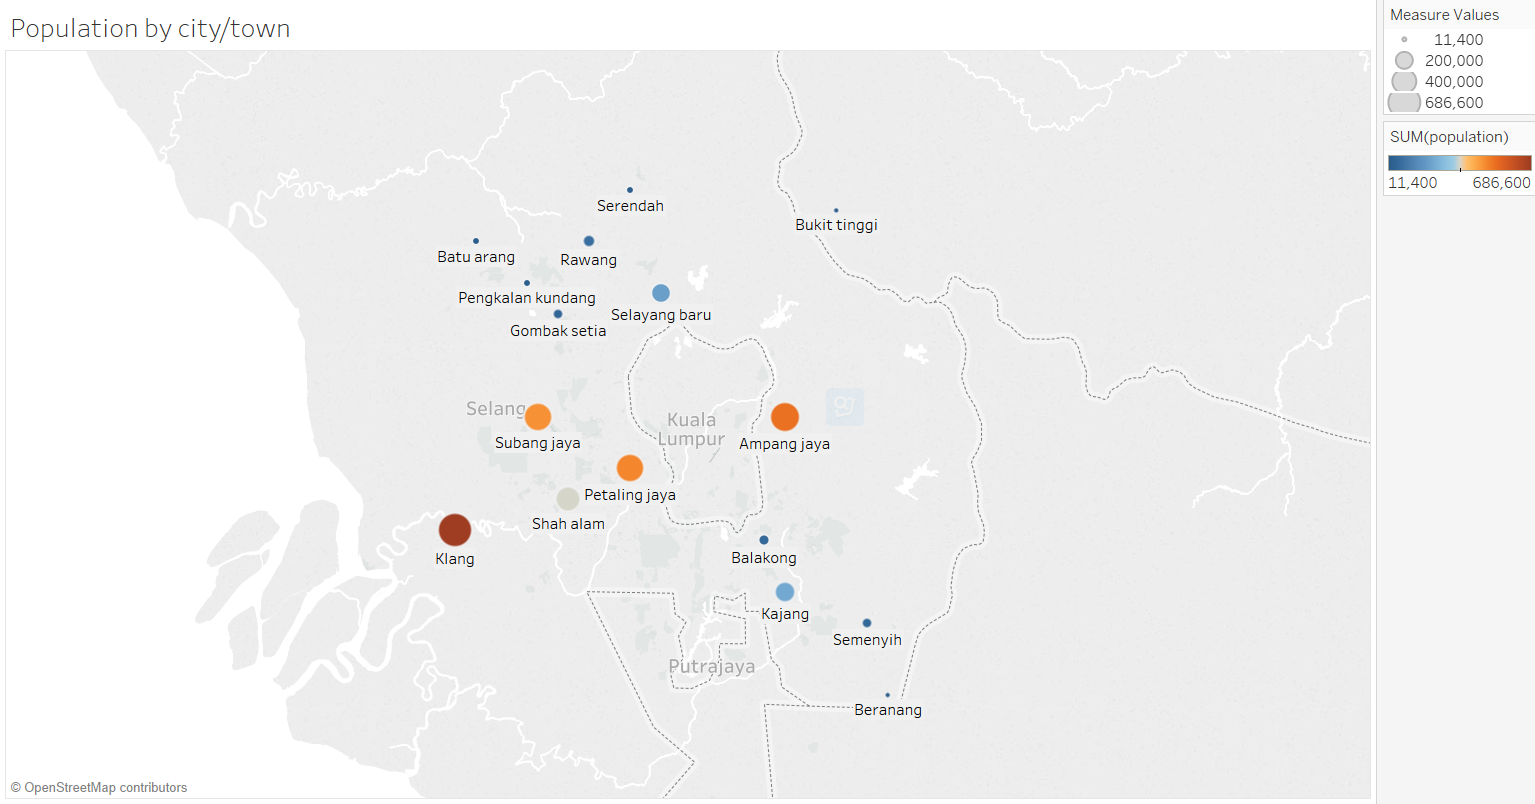 Population by city/town
Measure Values
11,400
200,000
400,000
686,600
SUM(population)
11,400 686,600
Serendah
Bukit tinggi
Batu arang
Rawang
Pengkalan kundang
Selayang baru
Gombak setia
Selang
Kuala
Lumpur
Subang jaya
Ampang jaya
Petaling jaya
Shah alam
Klang
Balakong
Kajang
Semenyih
Putrajaya
Beranang
© OpenStreetMap contributors